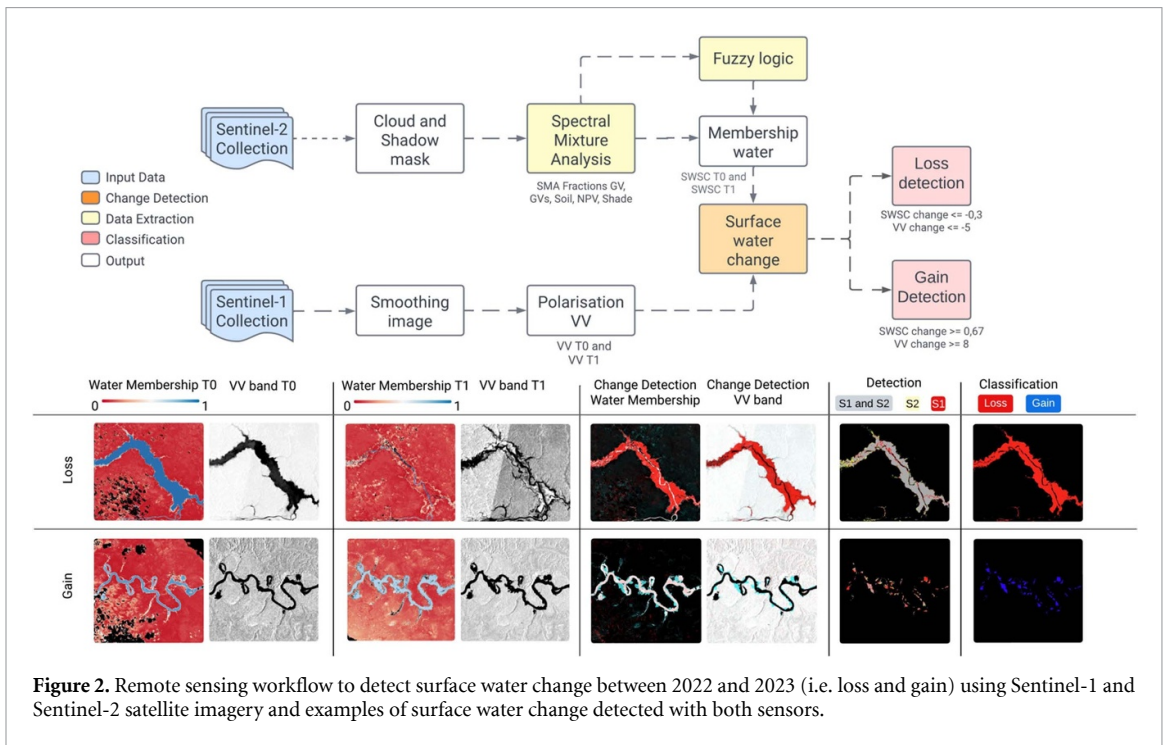 Fuzzy logic
Sentinel-2
Collection
Cloud and
Shadow
mask
Spectral
Mixture
Analysis
Membership
water
SMA Fractions GV,
GVs, Soil, NPV, Shade
SWSC T0 and
SWSC T1
Loss
detection
SWSC change <= -0,3
VV change <= -5
Input Data
Change Detection
Data Extraction
Classification
Output
Surface
water
change
Sentinel-1
Collection
Smoothing
image
Polarisation
VV
VV T0 and
VV T1
Gain
Detection
SWSC change >= 0,67
VV change >= 8
Water Membership T0
0 1
VV band T0
Water Membership T1
0 1
VV band T1
Change Detection
Water Membership
Change Detection
VV band
Detection
S1 and S2 S2 S1
Classification
Loss Gain
Loss
Gain
Figure 2. Remote sensing workflow to detect surface water change between 2022 and 2023 (i.e. loss and gain) using Sentinel-1 and
Sentinel-2 satellite imagery and examples of surface water change detected with both sensors.